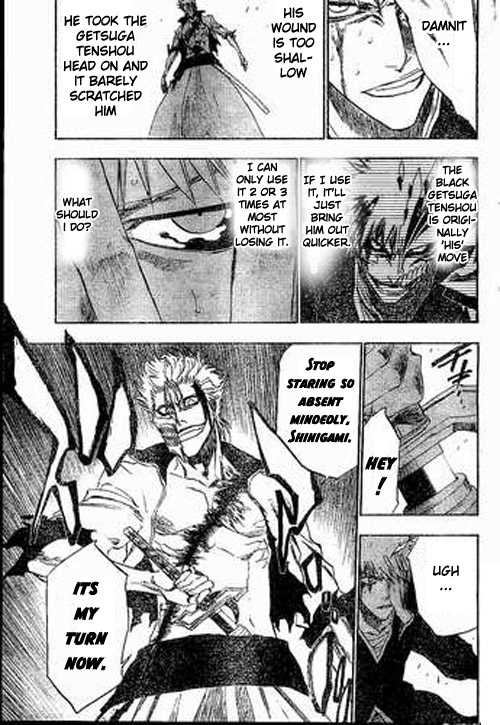 DAMNIT
...
HIS
WOUND
IS TOO
SHAL-
LOW
HE TOOK THE
GETSUGA
TENSHOU
HEAD ON AND
IT BARELY
SCRATCHED
HIM
THE
BLACK
GETSUGA
TENSHOU
IS ORIGI-
NALLY
'HIS'
MOVE
IF I USE
IT, IT'LL
JUST
BRING
HIM OUT
QUICKER.
I CAN
ONLY USE
IT 2 OR 3
TIMES AT
MOST
WITHOUT
LOSING IT.
WHAT
SHOULD
I DO?
HEY
!
STOP
STARING SO
ABSENT
MINDEDLY,
SHINIGAMI.
UGH
...
ITS
MY
TURN
NOW.